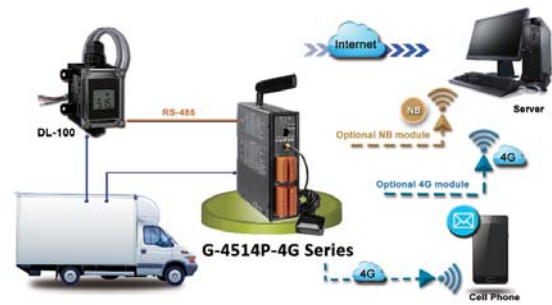 Internet
DL-100
RS-485
NB
Server
Optional NB module
4G
Optional 4G module
G-4514P-4G Series
4G
Cell Phone